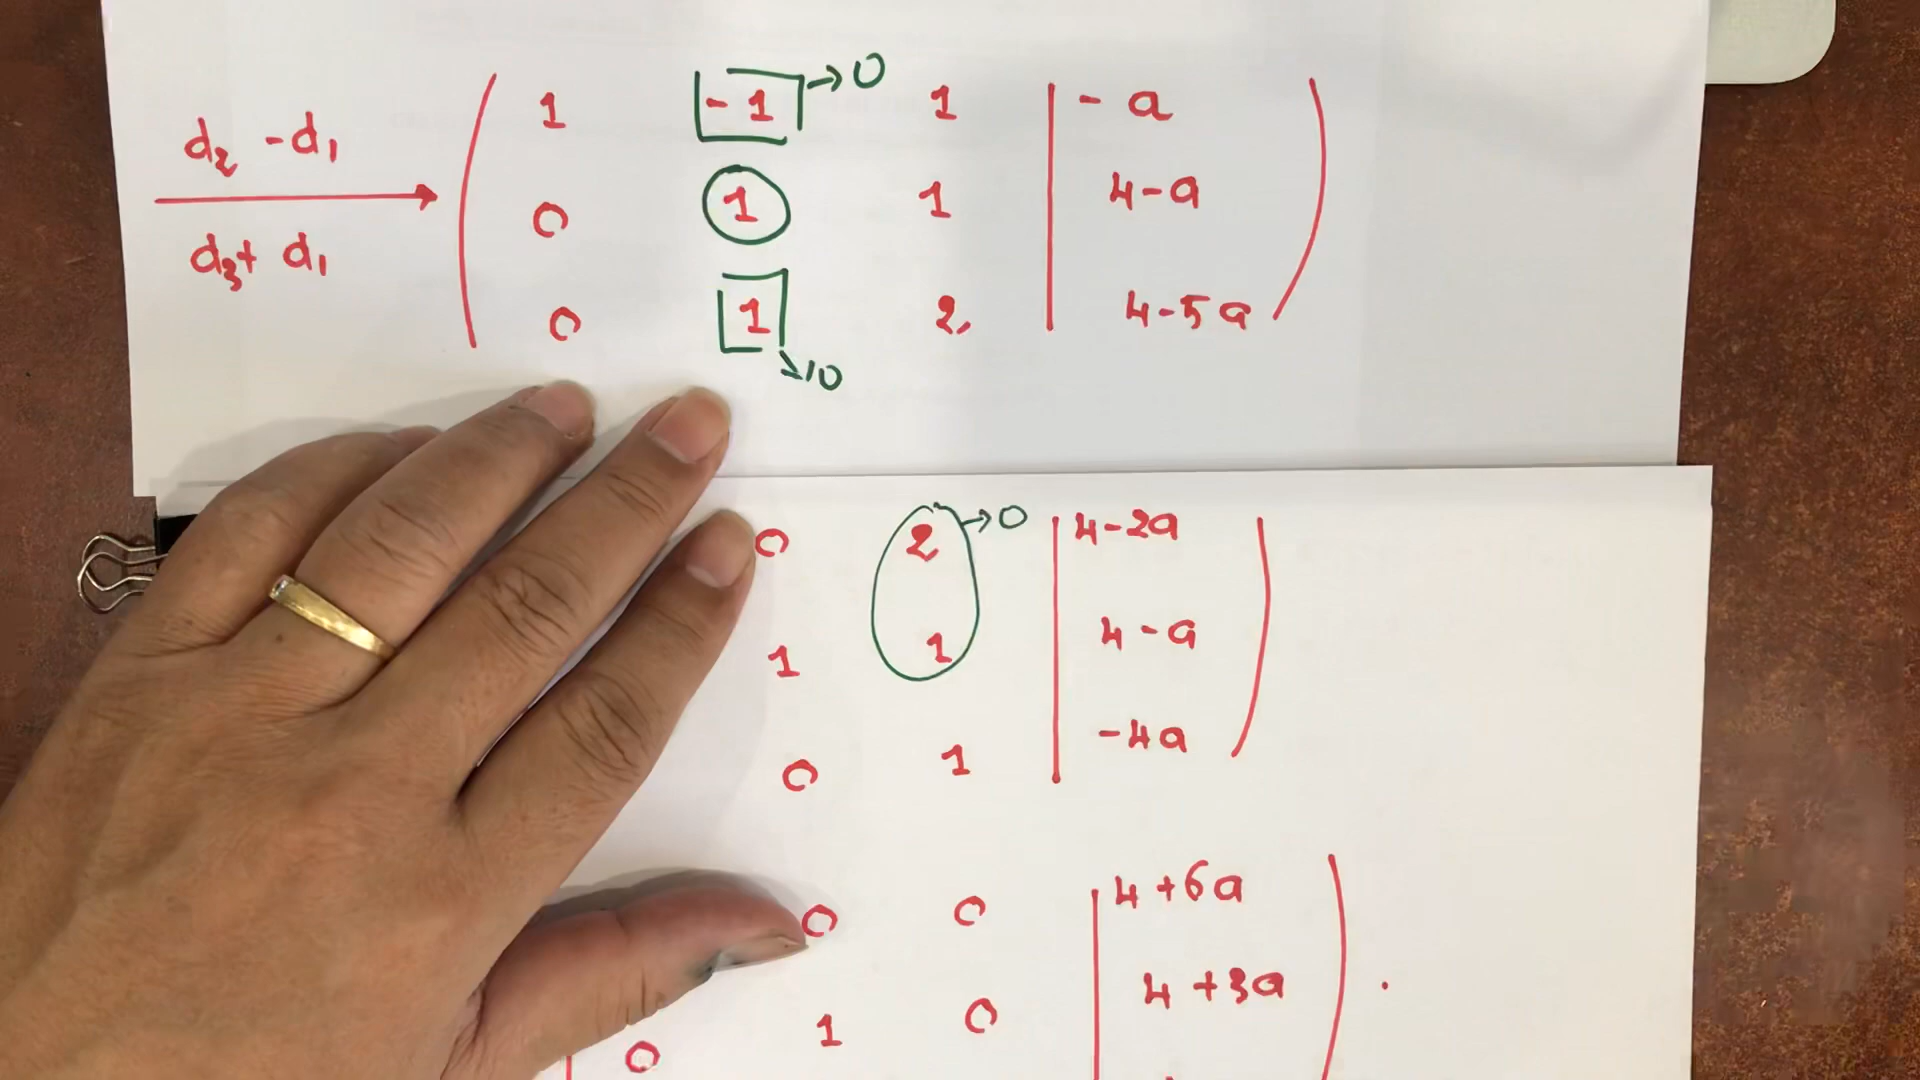 →0
1 -1 1 | -a
d₂ - d₁
0 1 1 | 4-a
d₃+ d₁
0 1 2 | 4-5a
→0
0 2 →0 | 4-2a
1 1 | 4-a
0 1 | -4a
0 0 | 4+6a
0 1 0 | 4+3a